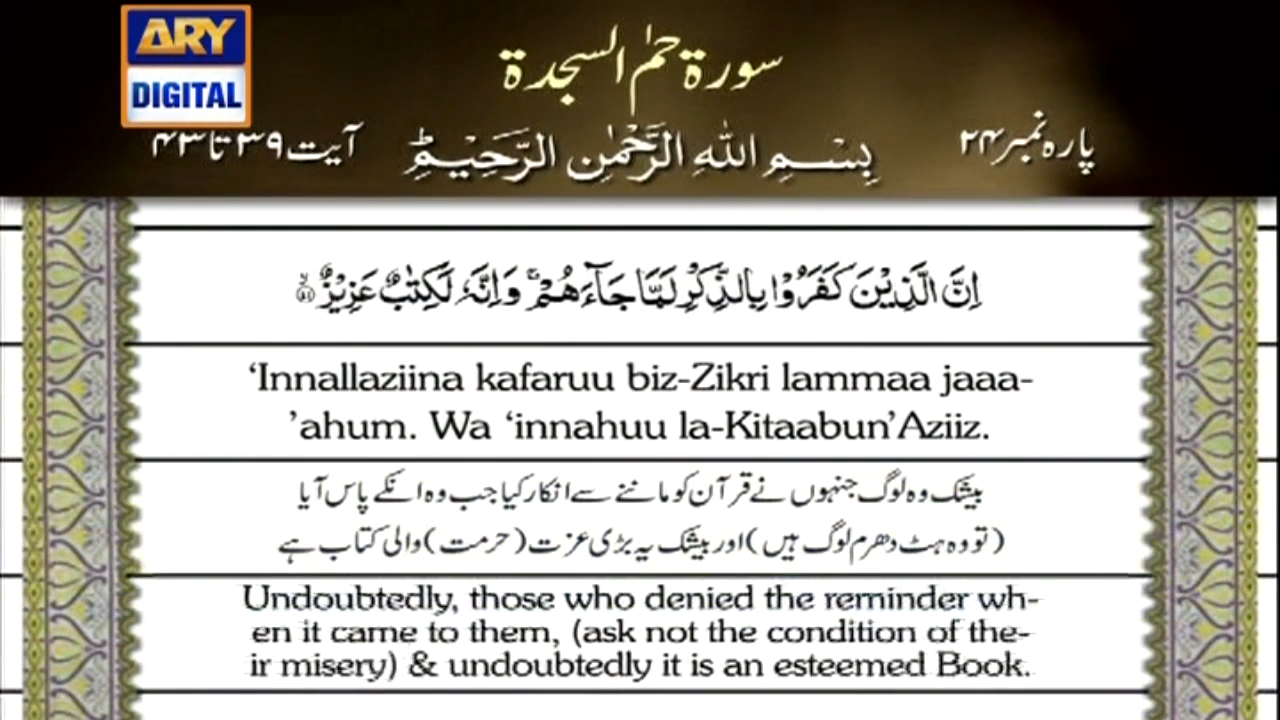 ARY
DIGITAL
سورۃ حٰمٓ السجدۃ
پارہ نمبر ۲۴
بِسْمِ اللّٰهِ الرَّحْمٰنِ الرَّحِيْمِ
آیت ۳۹ تا ۴۳
اِنَّ الَّذِيْنَ كَفَرُوْا بِالذِّكْرِ لَمَّا جَآءَهُمْ ۚ وَاِنَّهٗ لَكِتٰبٌ عَزِيْزٌ ۙ﴿۴۱﴾
‘Innallaziina kafaruu biz-Zikri lammaa jaaa-
’ahum. Wa ‘innahuu la-Kitaabun’Aziiz.
بیشک وہ لوگ جنہوں نے قرآن کو ماننے سے انکار کیا جب وہ انکے پاس آیا
(تو وہ ہٹ دھرم لوگ ہیں) اور بیشک یہ بڑی عزت (حرمت) والی کتاب ہے
Undoubtedly, those who denied the reminder wh-
en it came to them, (ask not the condition of the-
ir misery) & undoubtedly it is an esteemed Book.